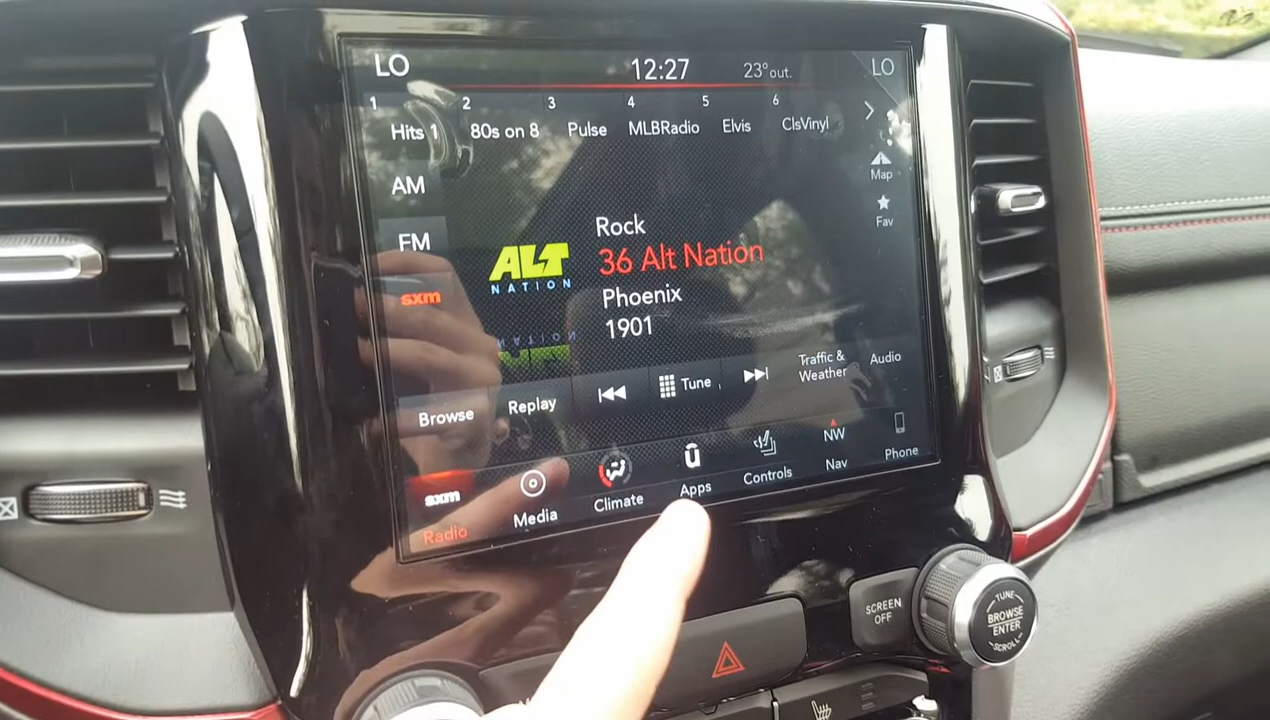 LO 12:27 23°out. LO
1 2 3 4 5 6
Hits 1 80s on 8 Pulse MLBRadio Elvis ClsVinyl
AM
Map
FM
Fav
sxm
ALT
NATION
Rock
36 Alt Nation
Phoenix
1901
Browse Replay Tune Traffic &
Weather Audio
sxm
NW
Radio Media Climate Apps Controls Nav Phone
SCREEN
OFF
TUNE
BROWSE
ENTER
SCROLL